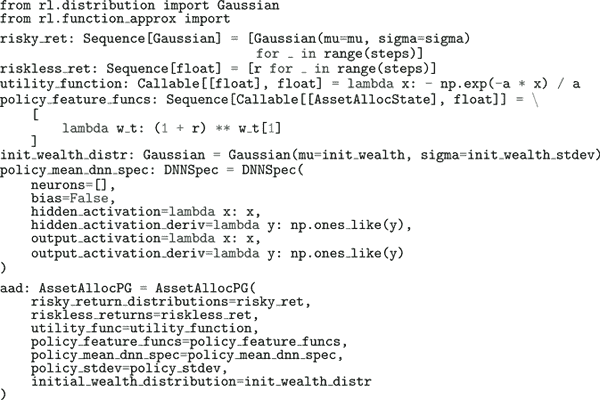 from rl.distribution import Gaussian
from rl.function_approx import
risky_ret: Sequence[Gaussian] = [Gaussian(mu=mu, sigma=sigma)
                                 for _ in range(steps)]
riskless_ret: Sequence[float] = [r for _ in range(steps)]
utility_function: Callable[[float], float] = lambda x: - np.exp(-a * x) / a
policy_feature_funcs: Sequence[Callable[[AssetAllocState], float]] = \
    [
        lambda w_t: (1 + r) ** w_t[1]
    ]
init_wealth_distr: Gaussian = Gaussian(mu=init_wealth, sigma=init_wealth_stdev)
policy_mean_dnn_spec: DNNSpec = DNNSpec(
    neurons=[],
    bias=False,
    hidden_activation=lambda x: x,
    hidden_activation_deriv=lambda y: np.ones_like(y),
    output_activation=lambda x: x,
    output_activation_deriv=lambda y: np.ones_like(y)
)
aad: AssetAllocPG = AssetAllocPG(
    risky_return_distributions=risky_ret,
    riskless_returns=riskless_ret,
    utility_func=utility_function,
    policy_feature_funcs=policy_feature_funcs,
    policy_mean_dnn_spec=policy_mean_dnn_spec,
    policy_stdev=policy_stdev,
    initial_wealth_distribution=init_wealth_distr
)